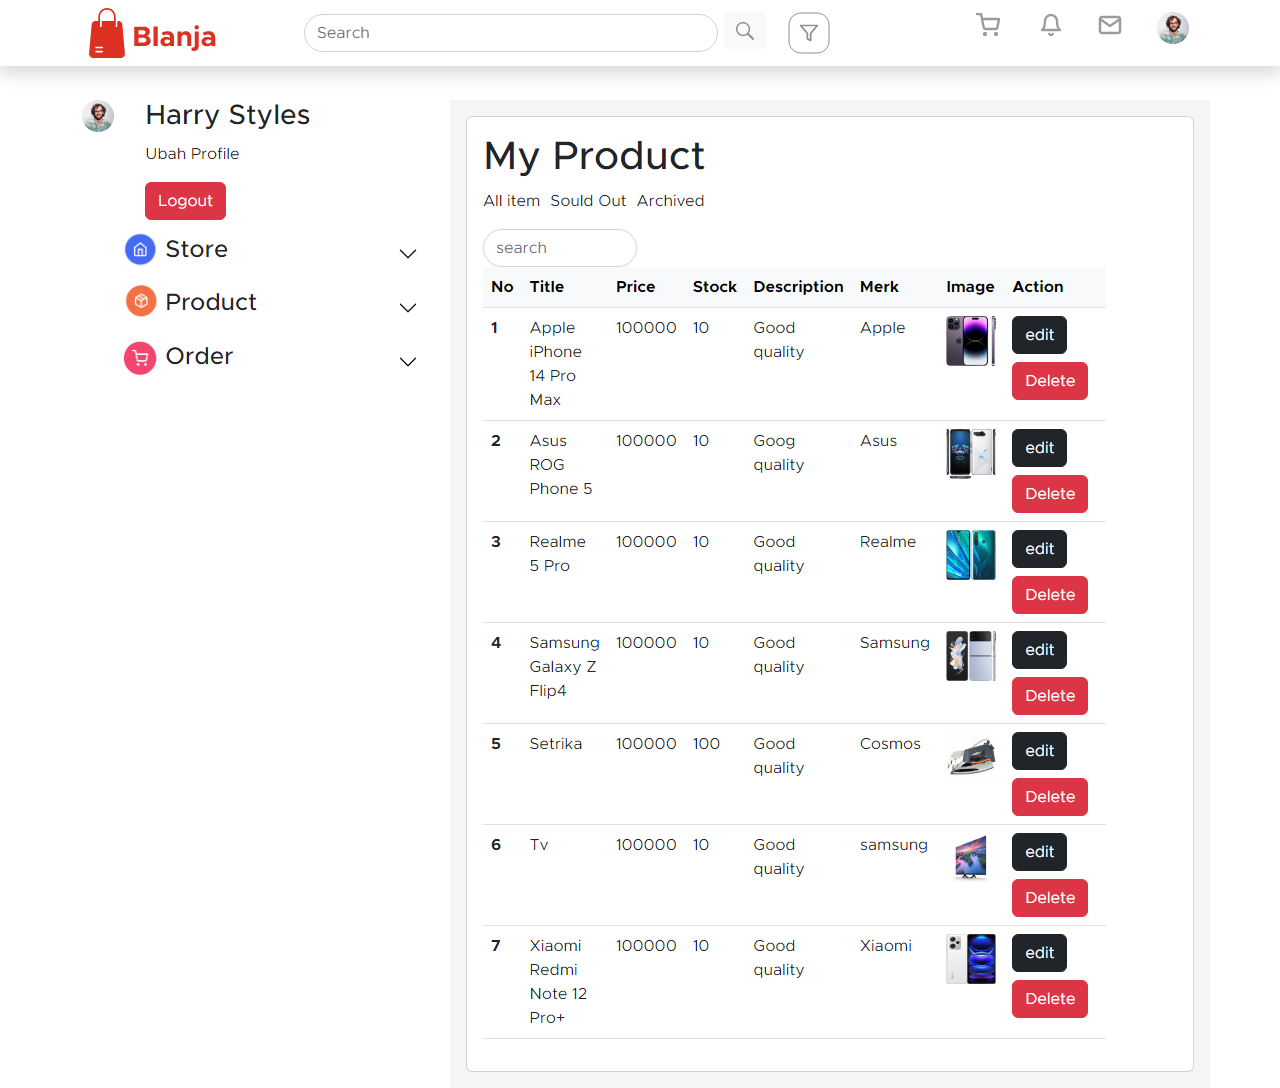 Blanja
Search
Harry Styles
Ubah Profile
Logout
Store
Product
Order
My Product
All item Sould Out Archived
search
No Title Price Stock Description Merk Image Action
1 Apple iPhone 14 Pro Max 100000 10 Good quality Apple edit Delete
2 Asus ROG Phone 5 100000 10 Goog quality Asus edit Delete
3 Realme 5 Pro 100000 10 Good quality Realme edit Delete
4 Samsung Galaxy Z Flip4 100000 10 Good quality Samsung edit Delete
5 Setrika 100000 100 Good quality Cosmos edit Delete
6 Tv 100000 10 Good quality samsung edit Delete
7 Xiaomi Redmi Note 12 Pro+ 100000 10 Good quality Xiaomi edit Delete